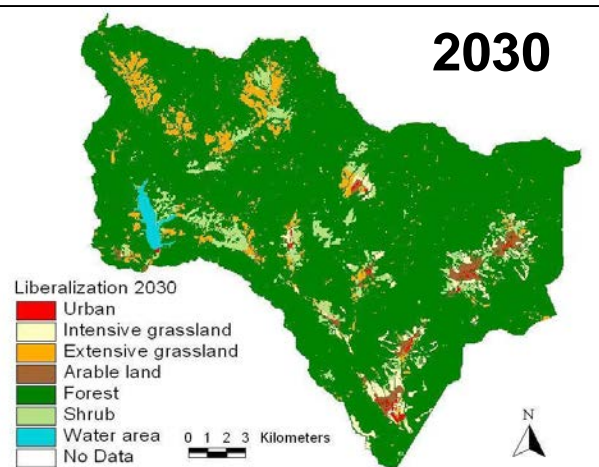 2030
Liberalization 2030
Urban
Intensive grassland
Extensive grassland
Arable land
Forest
Shrub
Water area
No Data
0 1 2 3 Kilometers
N